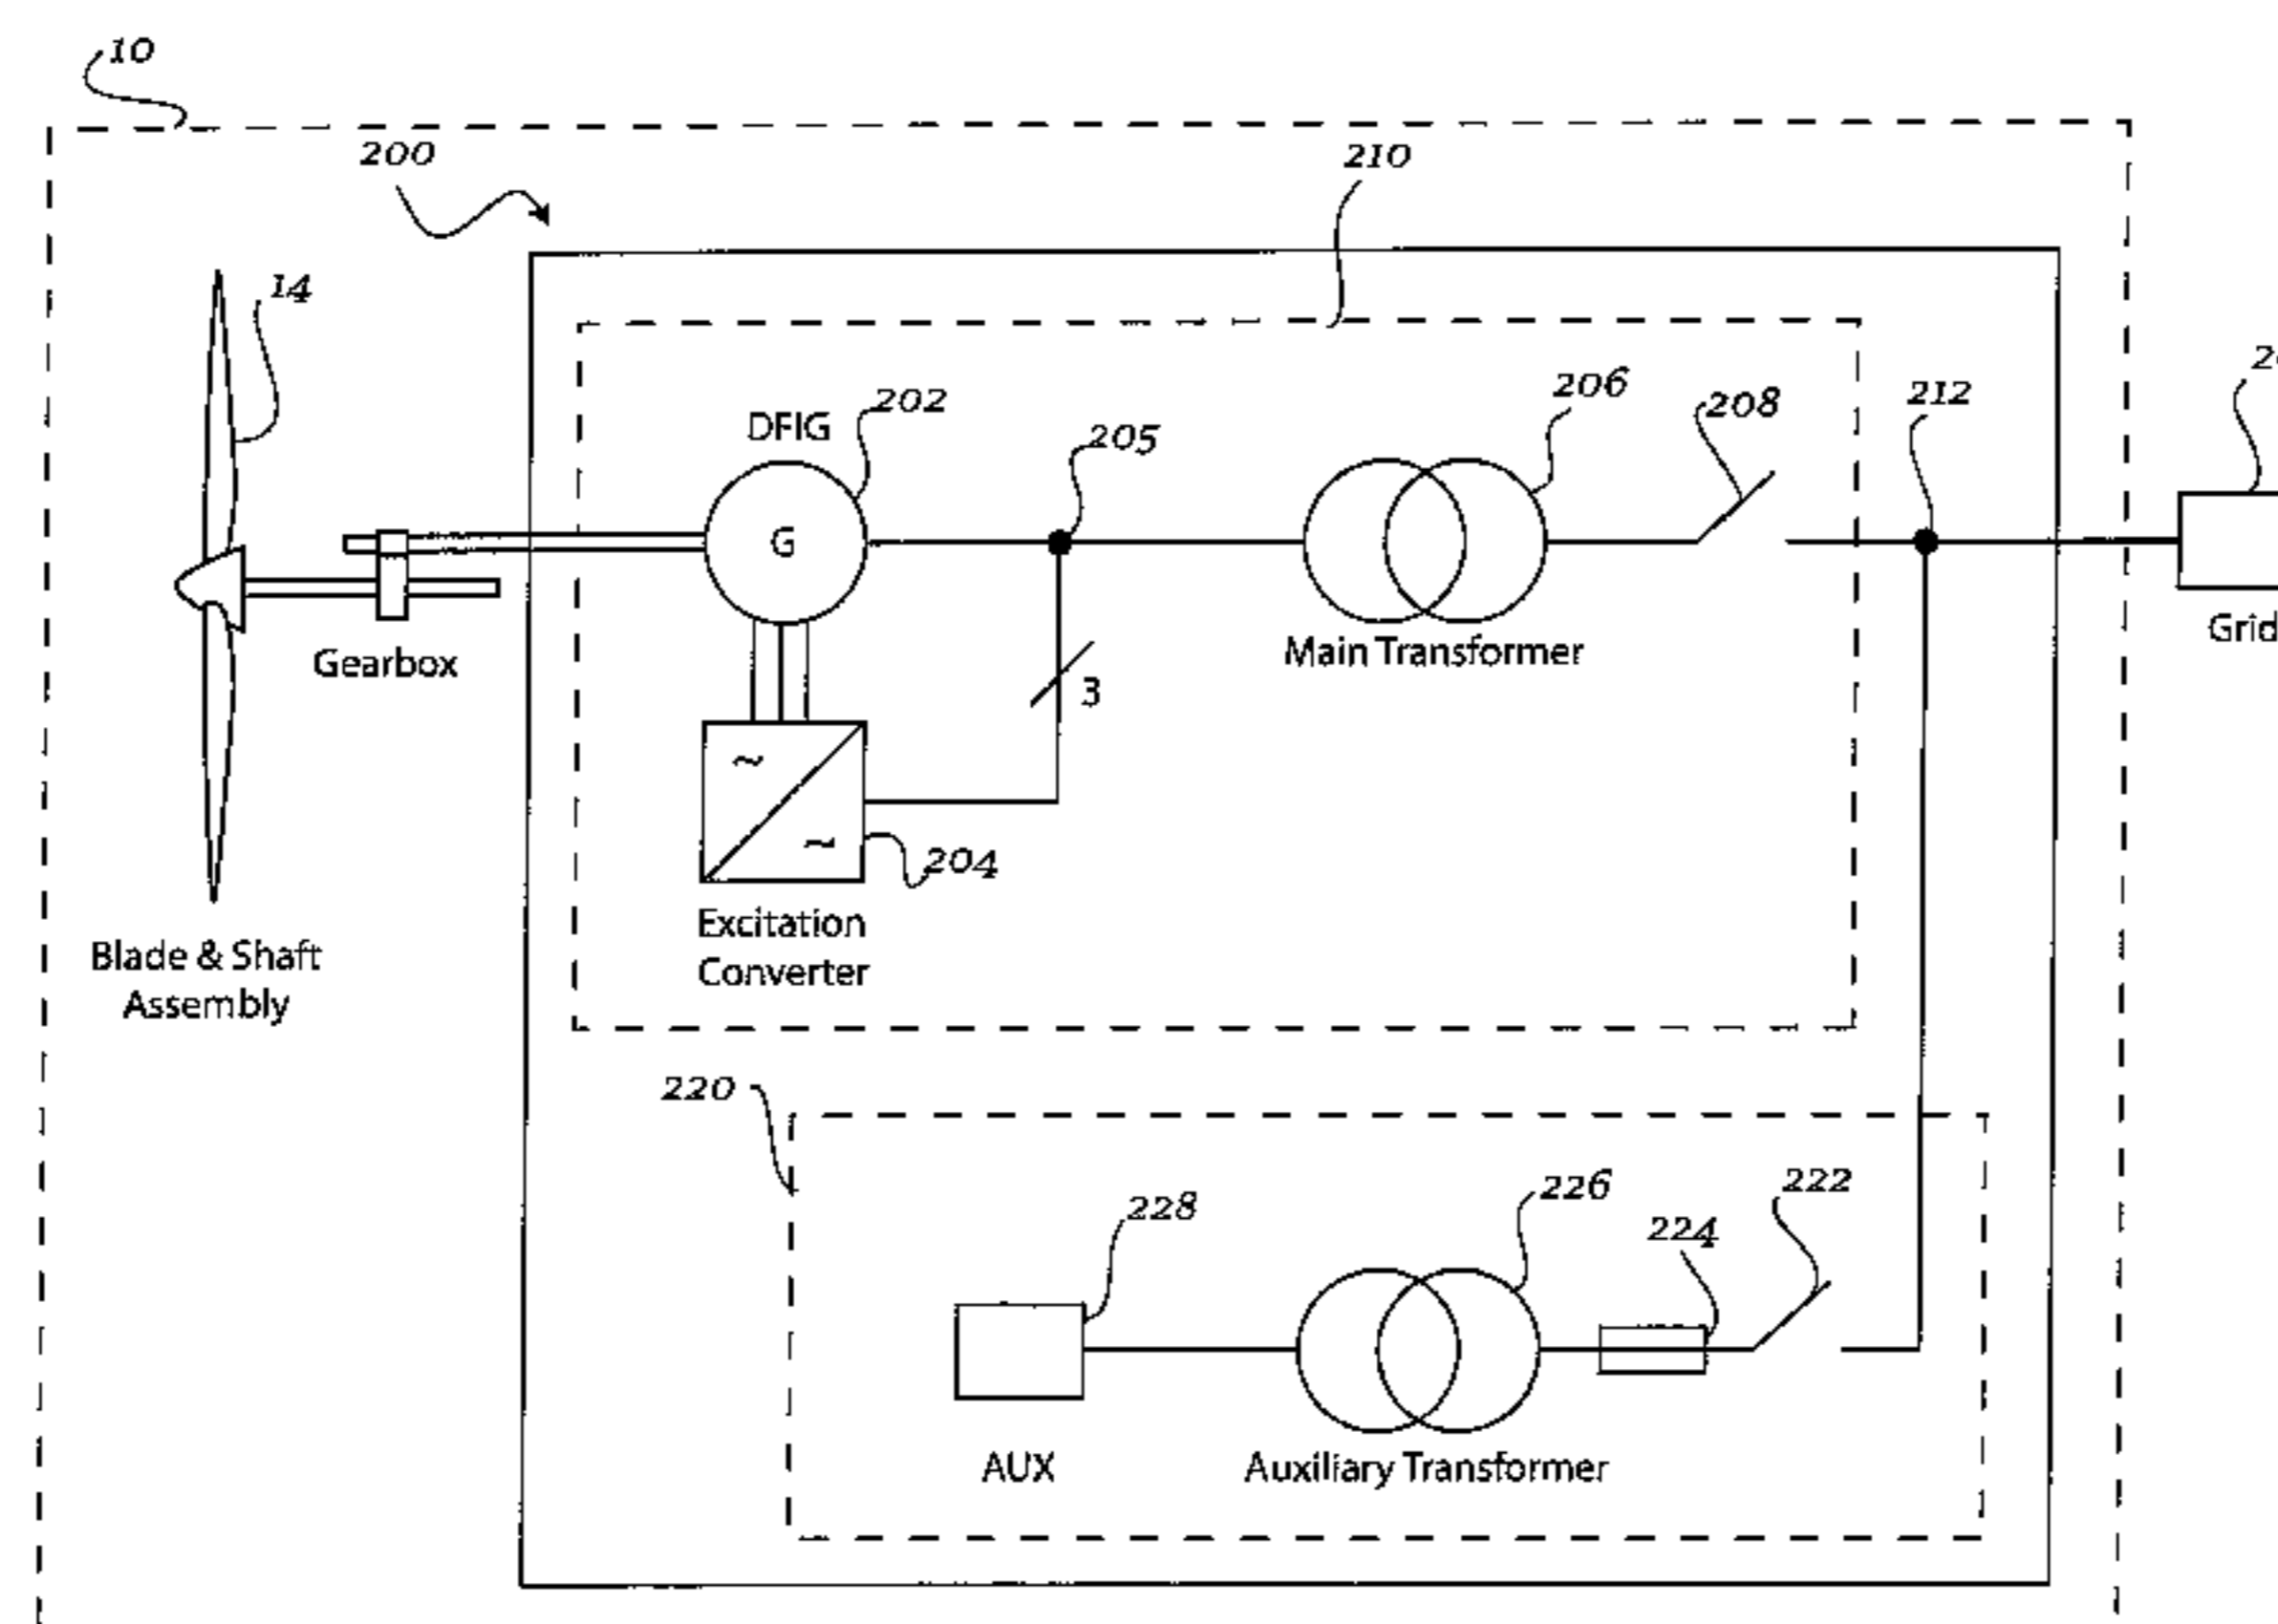 10
200
210
14
DFIG
202
205
206
208
212
G
Gearbox
Main Transformer
Grid
3
~
~
204
Excitation
Converter
Blade & Shaft
Assembly
220
228
226
224
222
AUX
Auxiliary Transformer